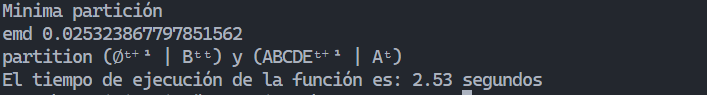 Minima partición
emd 0.025323867797851562
partition (∅ᵗ⁺¹ | Bᵗᵗ) y (ABCDEᵗ⁺¹ | Aᵗ)
El tiempo de ejecución de la función es: 2.53 segundos